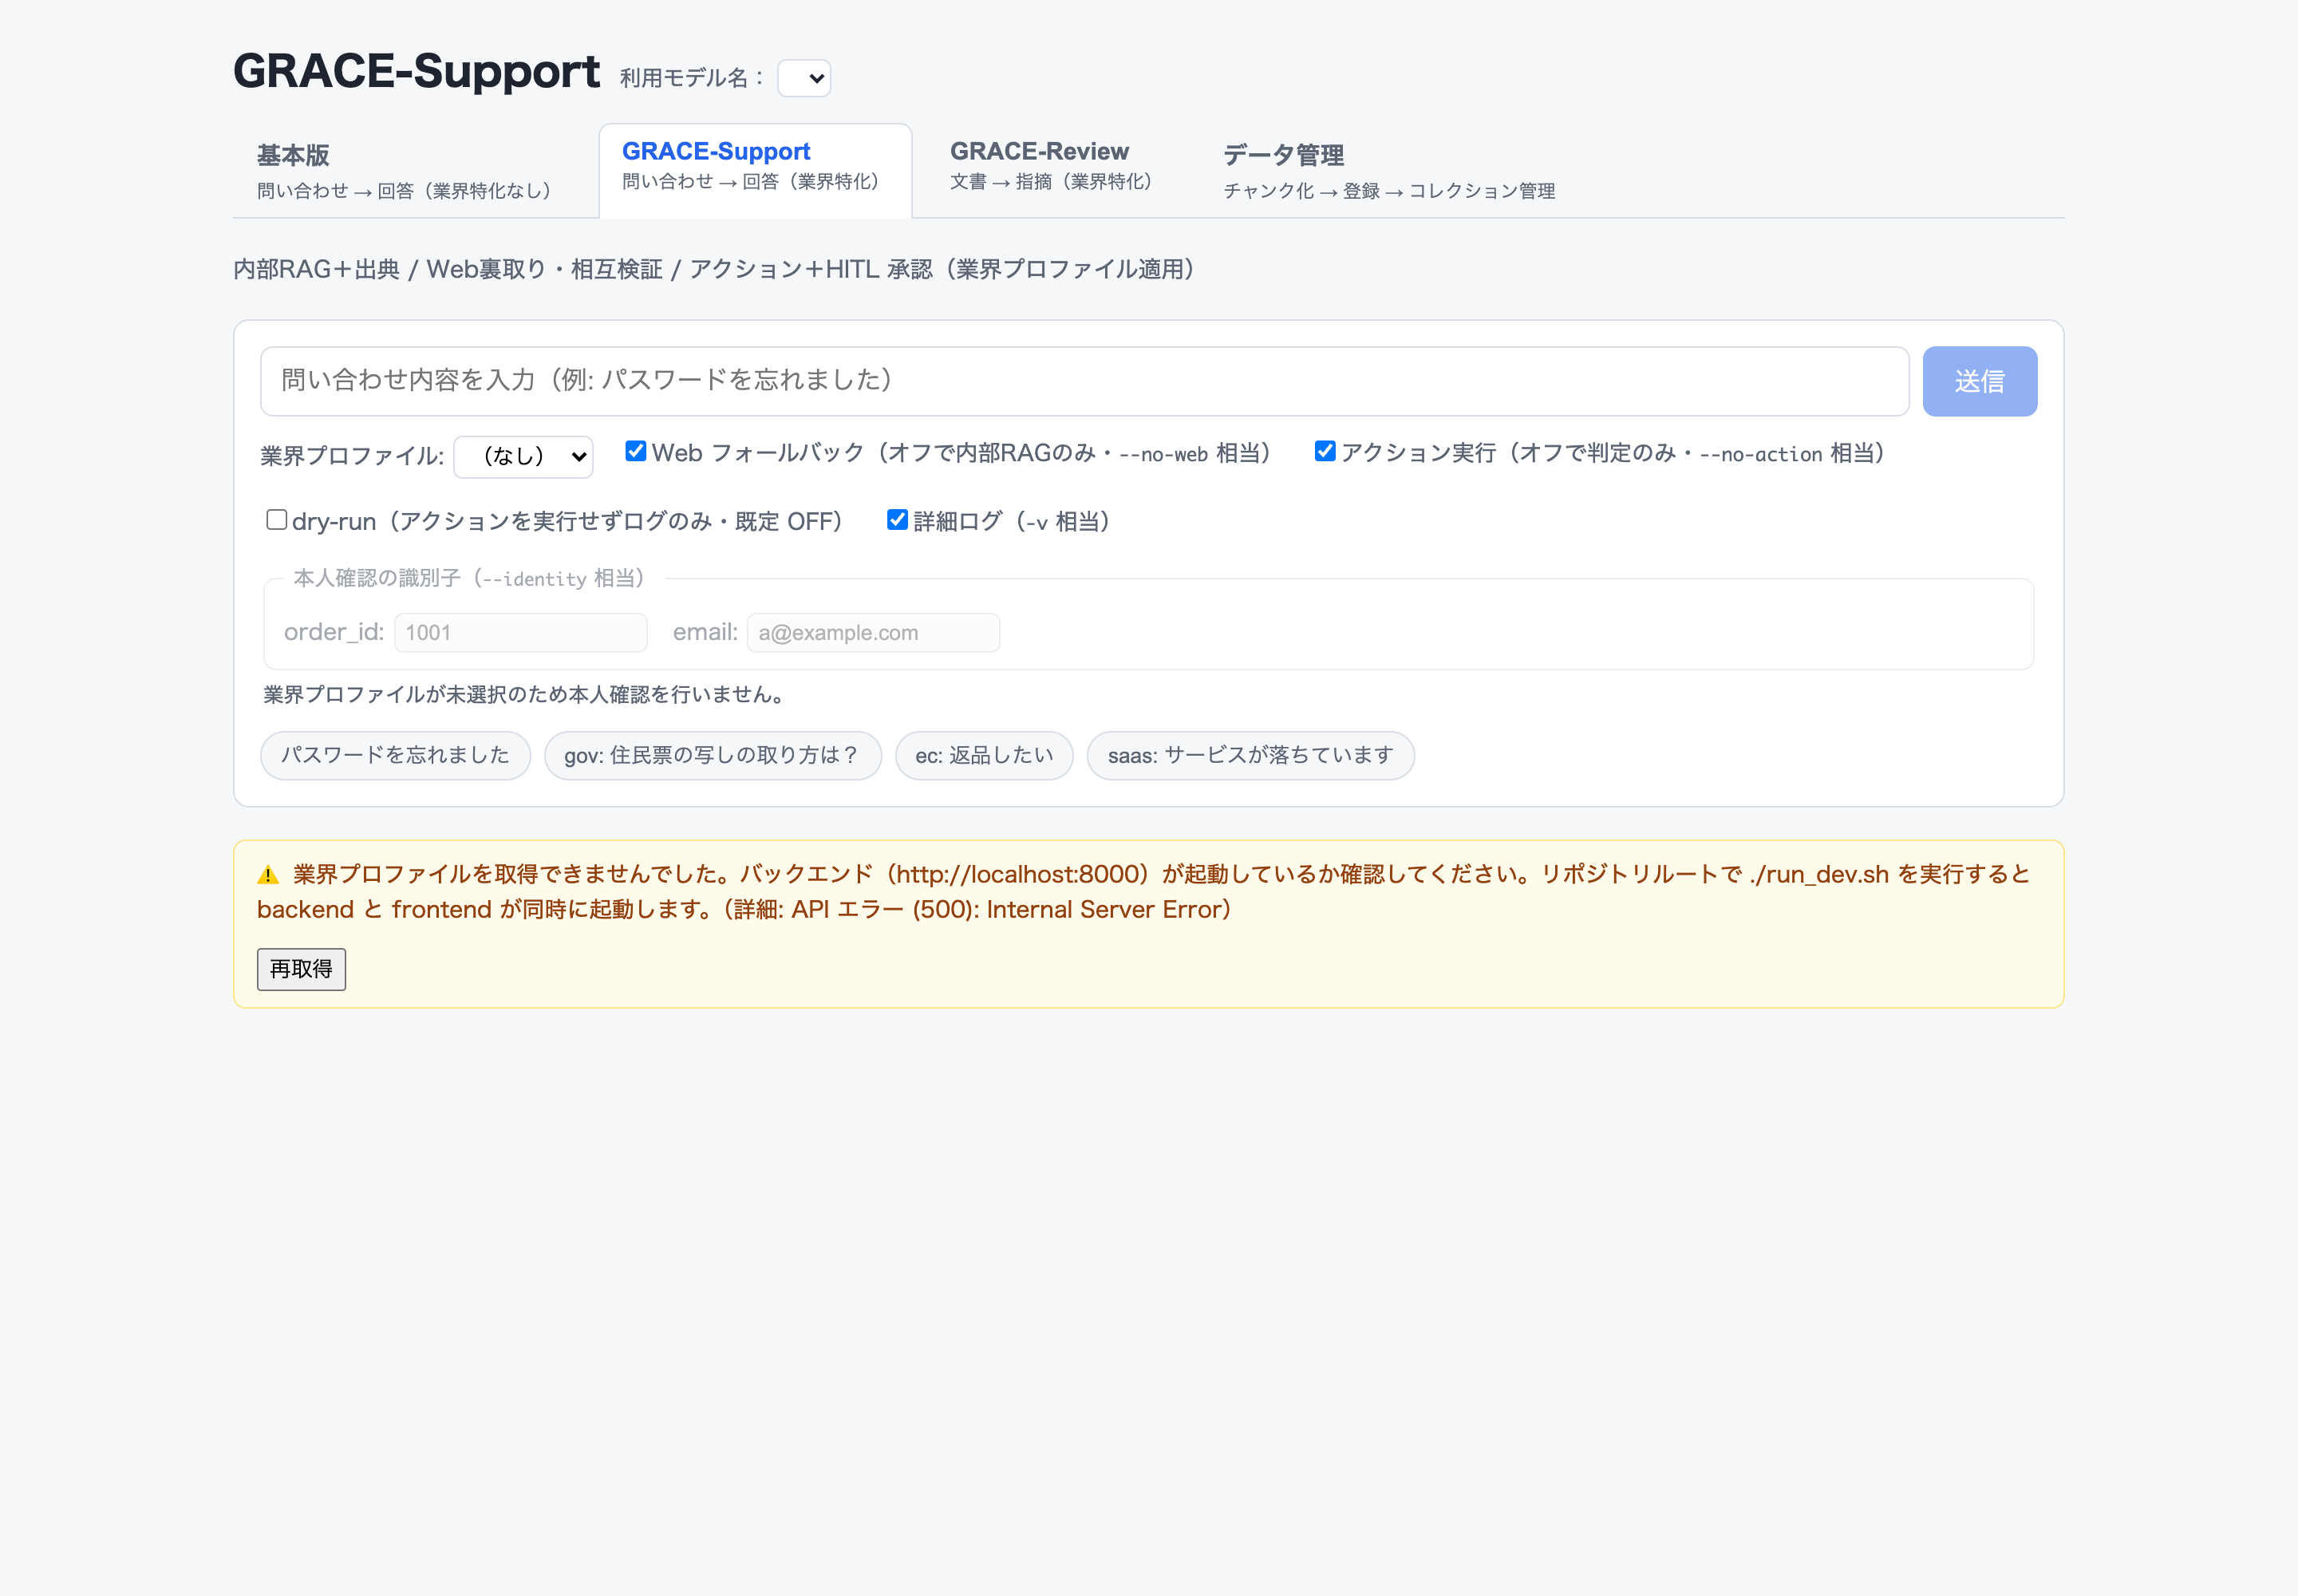 GRACE-Support 利用モデル名：
基本版
問い合わせ → 回答（業界特化なし）
GRACE-Support
問い合わせ → 回答（業界特化）
GRACE-Review
文書 → 指摘（業界特化）
データ管理
チャンク化 → 登録 → コレクション管理
内部RAG＋出典 / Web裏取り・相互検証 / アクション＋HITL 承認（業界プロファイル適用）
問い合わせ内容を入力（例: パスワードを忘れました）
送信
業界プロファイル: （なし） Web フォールバック（オフで内部RAGのみ・--no-web 相当） アクション実行（オフで判定のみ・--no-action 相当）
dry-run（アクションを実行せずログのみ・既定 OFF） 詳細ログ（-v 相当）
本人確認の識別子（--identity 相当）
order_id: 1001 email: a@example.com
業界プロファイルが未選択のため本人確認を行いません。
パスワードを忘れました gov: 住民票の写しの取り方は？ ec: 返品したい saas: サービスが落ちています
⚠ 業界プロファイルを取得できませんでした。バックエンド（http://localhost:8000）が起動しているか確認してください。リポジトリルートで ./run_dev.sh を実行すると
backend と frontend が同時に起動します。（詳細: API エラー (500): Internal Server Error）
再取得